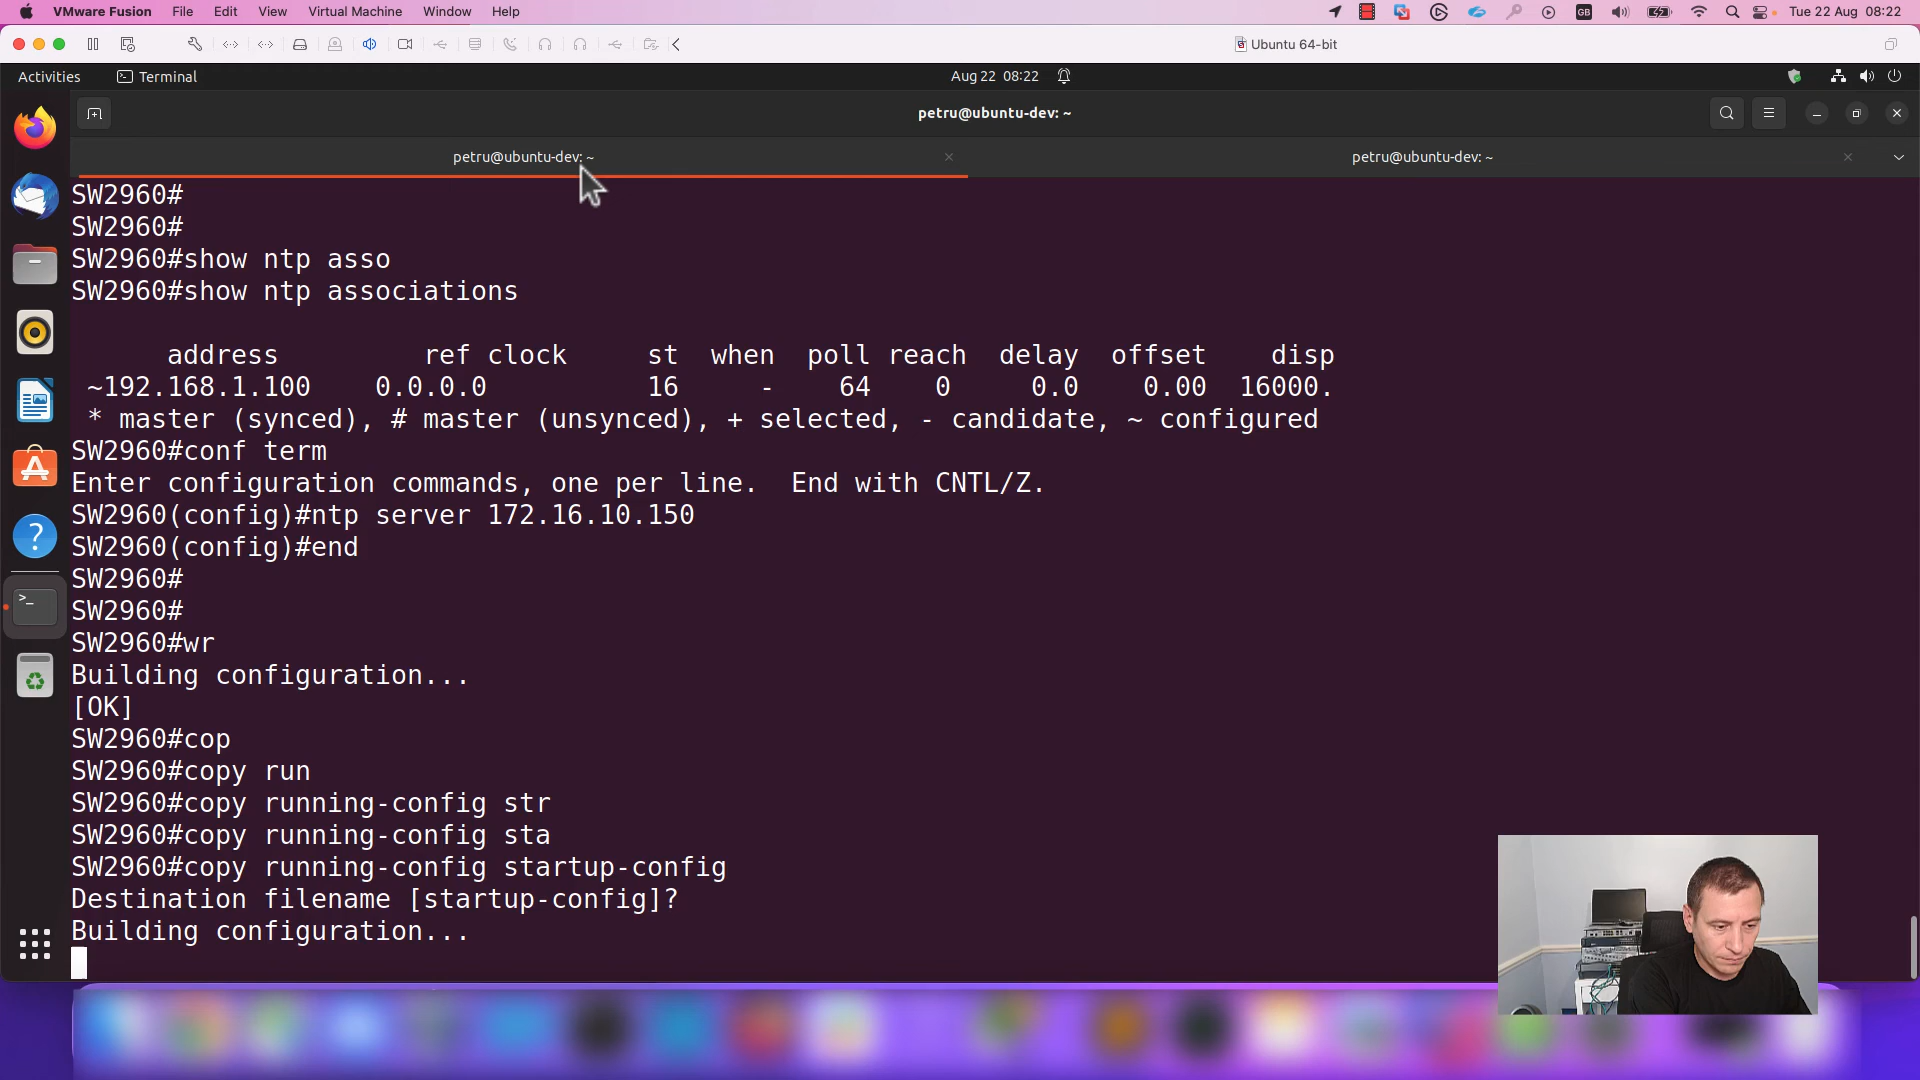 VMware Fusion File Edit View Virtual Machine Window Help GB Tue 22 Aug 08:22
Ubuntu 64-bit
Activities Terminal Aug 22 08:22
petru@ubuntu-dev: ~
petru@ubuntu-dev: ~ petru@ubuntu-dev: ~
SW2960#
SW2960#
SW2960#show ntp asso
SW2960#show ntp associations
address ref clock st when poll reach delay offset disp
~192.168.1.100 0.0.0.0 16 - 64 0 0.0 0.00 16000.
* master (synced), # master (unsynced), + selected, - candidate, ~ configured
SW2960#conf term
Enter configuration commands, one per line. End with CNTL/Z.
SW2960(config)#ntp server 172.16.10.150
SW2960(config)#end
SW2960#
SW2960#
SW2960#wr
Building configuration...
[OK]
SW2960#cop
SW2960#copy run
SW2960#copy running-config str
SW2960#copy running-config sta
SW2960#copy running-config startup-config
Destination filename [startup-config]?
Building configuration...